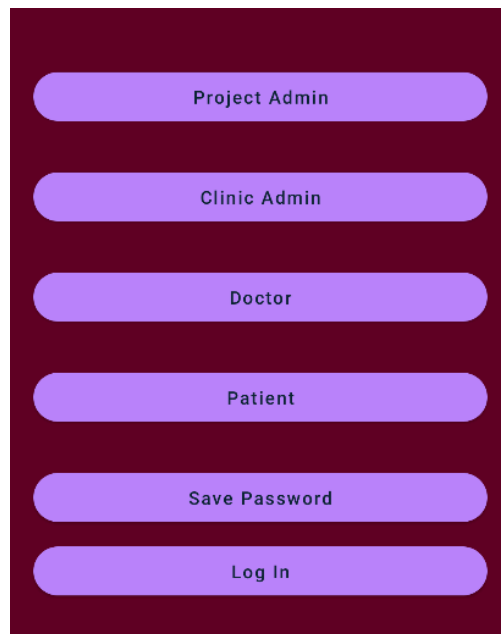 Project Admin
Clinic Admin
Doctor
Patient
Save Password
Log In